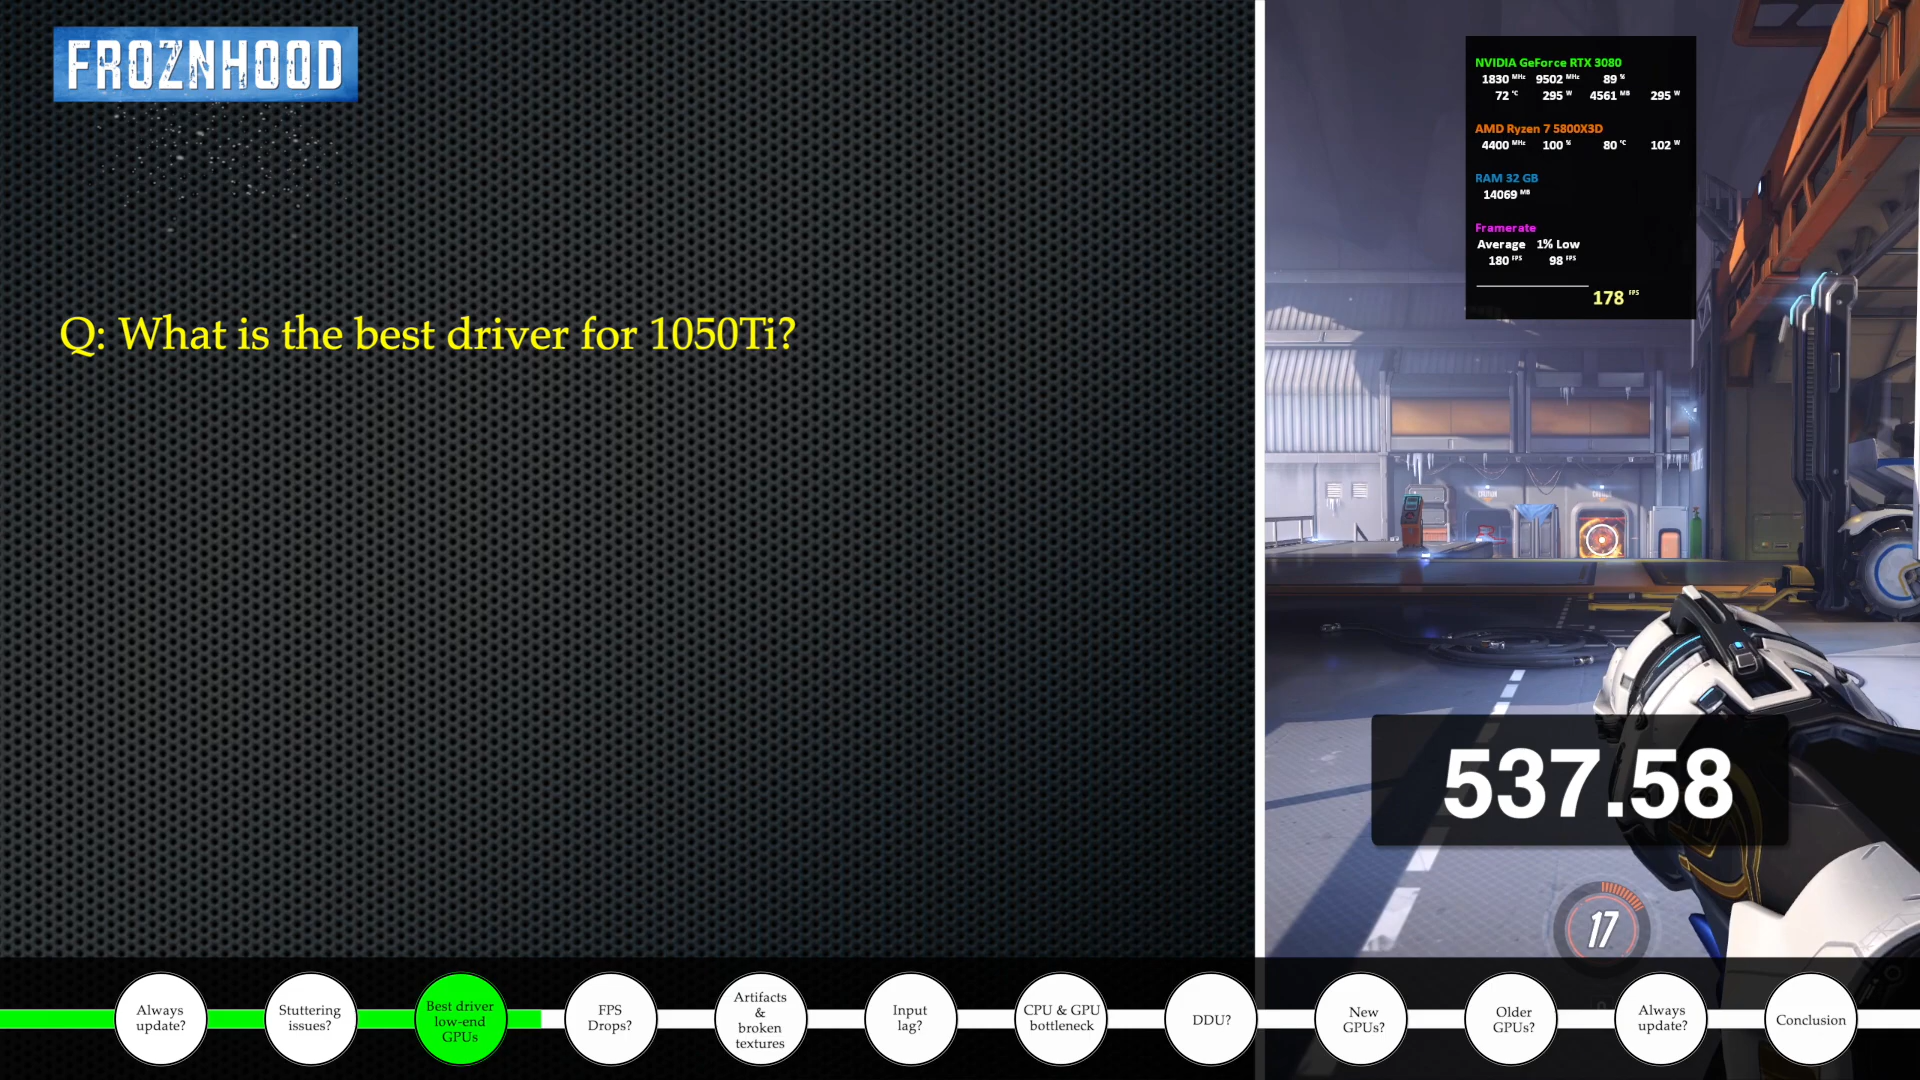 FROZNHOOD
Q: What is the best driver for 1050Ti?
NVIDIA GeForce RTX 3080
1830 MHz 9502 MHz 89 %
72 °C 295 W 4561 MB 295 W
AMD Ryzen 7 5800X3D
4400 MHz 100 % 80 °C 102 W
RAM 32 GB
14069 MB
Framerate
Average 1% Low
180 FPS 98 FPS
178 FPS
537.58
17
Always
update?
Stuttering
issues?
Best driver
low-end
GPUs
FPS
Drops?
Artifacts
&
broken
textures
Input
lag?
CPU & GPU
bottleneck
DDU?
New
GPUs?
Older
GPUs?
Always
update?
Conclusion